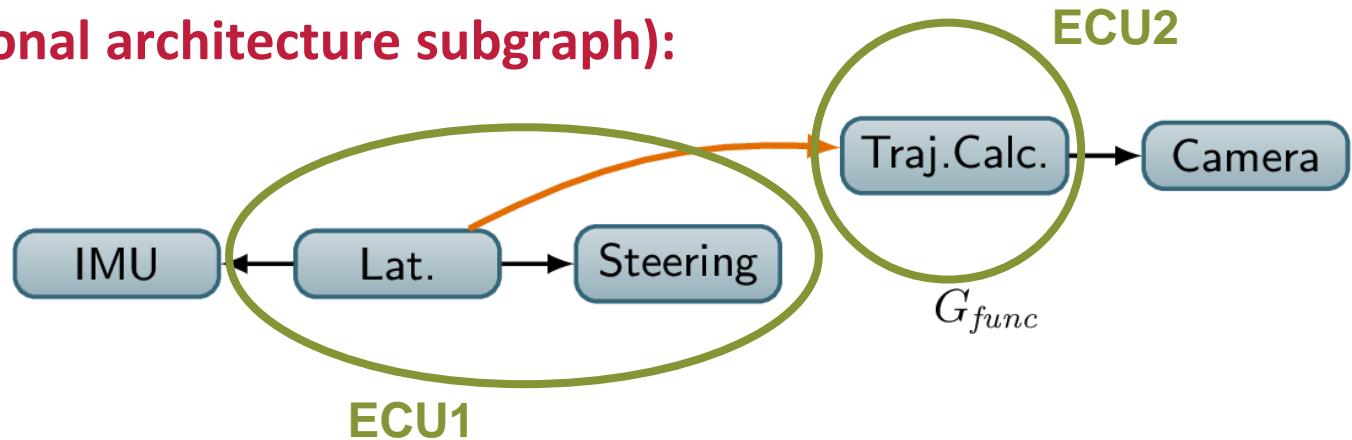 onal architecture subgraph):
ECU2
Traj.Calc.
Camera
IMU
Lat.
Steering
G_func
ECU1